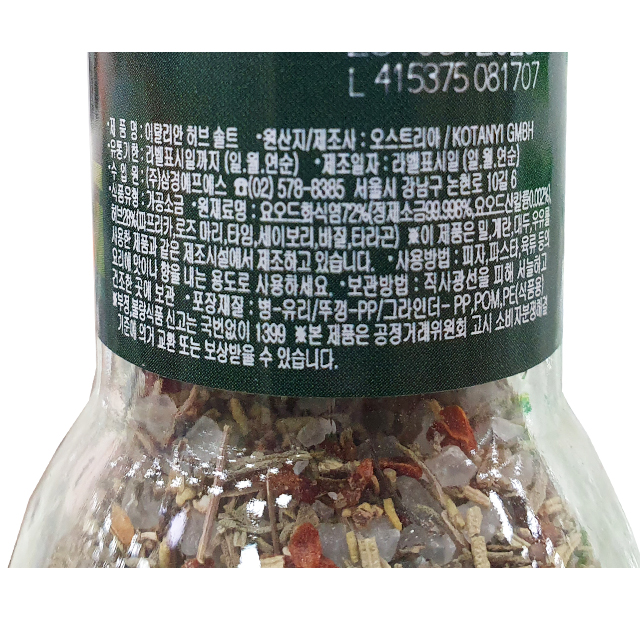 L 415375 081707
·제 품 명 : 이탈리안 허브 솔트 ·원산지/제조사 : 오스트리아 / KOTANYI GMBH
·유통기한 : 라벨표시일까지 (일.월.연순) ·제조일자 : 라벨표시일 (일.월.연순)
·수 입 원 : (주)삼경에프에스 ☎(02) 578-8385 서울시 강남구 논현로 10길 6
·식품유형 : 가공소금 ·원재료명 : 요오드화식염72%(정제소금99.998%,요오드산칼륨0.002%),
허브28%(파프리카,로즈 마리,타임,세이보리,바질,타라곤) ※이 제품은 밀,계란,대두,우유를
사용한 제품과 같은 제조시설에서 제조하고 있습니다. ·사용방법 : 피자,파스타,육류 등의
요리에 맛이나 향을 내는 용도로 사용하세요 ·보관방법 : 직사광선을 피해 서늘하고
건조한 곳에 보관 ·포장재질 : 병-유리/뚜껑-PP/그라인더-PP,POM,PE(식품용)
※부정,불량식품 신고는 국번없이 1399 ※본 제품은 공정거래위원회 고시 소비자분쟁해결
기준에 의거 교환 또는 보상받을 수 있습니다.